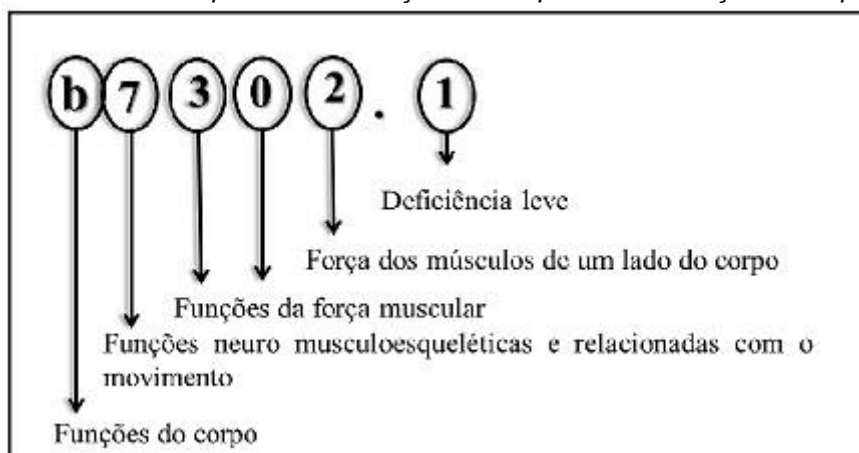 b 7 3 0 2 . 1
Deficiência leve
Força dos músculos de um lado do corpo
Funções da força muscular
Funções neuro musculoesqueléticas e relacionadas com o
movimento
Funções do corpo